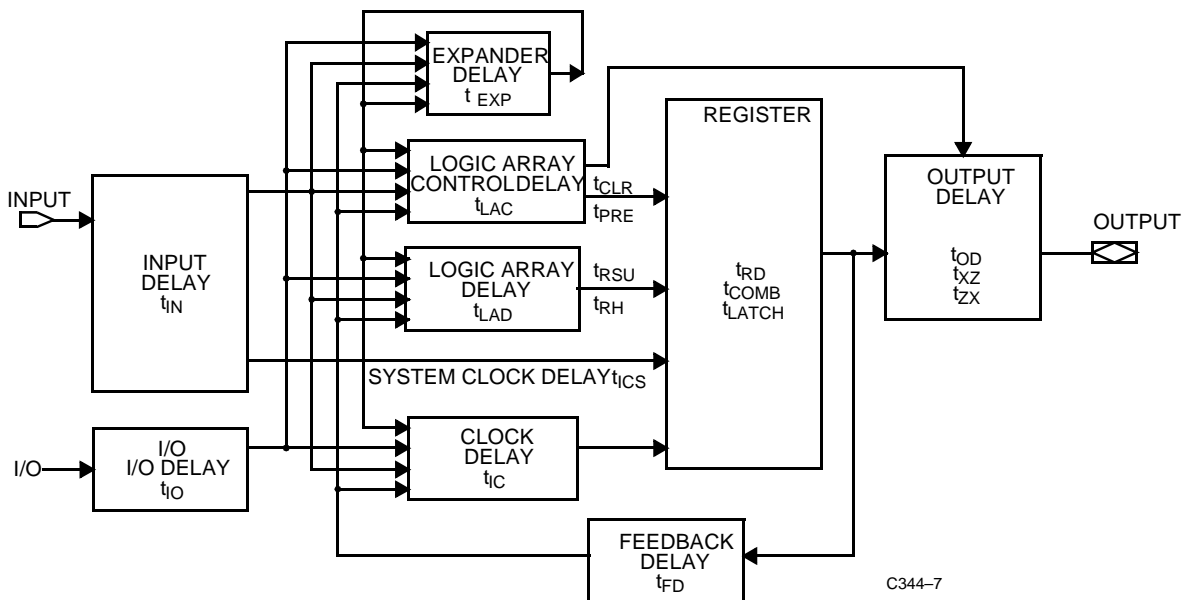 EXPANDER
DELAY
t EXP
REGISTER
LOGIC ARRAY
CONTROLDELAY
tLAC
tCLR
tPRE
OUTPUT
DELAY
tOD
tXZ
tZX
INPUT
OUTPUT
INPUT
DELAY
tIN
LOGIC ARRAY
DELAY
tLAD
tRSU
tRH
tRD
tCOMB
tLATCH
SYSTEM CLOCK DELAYtICS
I/O
I/O
I/O DELAY
tIO
CLOCK
DELAY
tIC
FEEDBACK
DELAY
tFD
C344–7